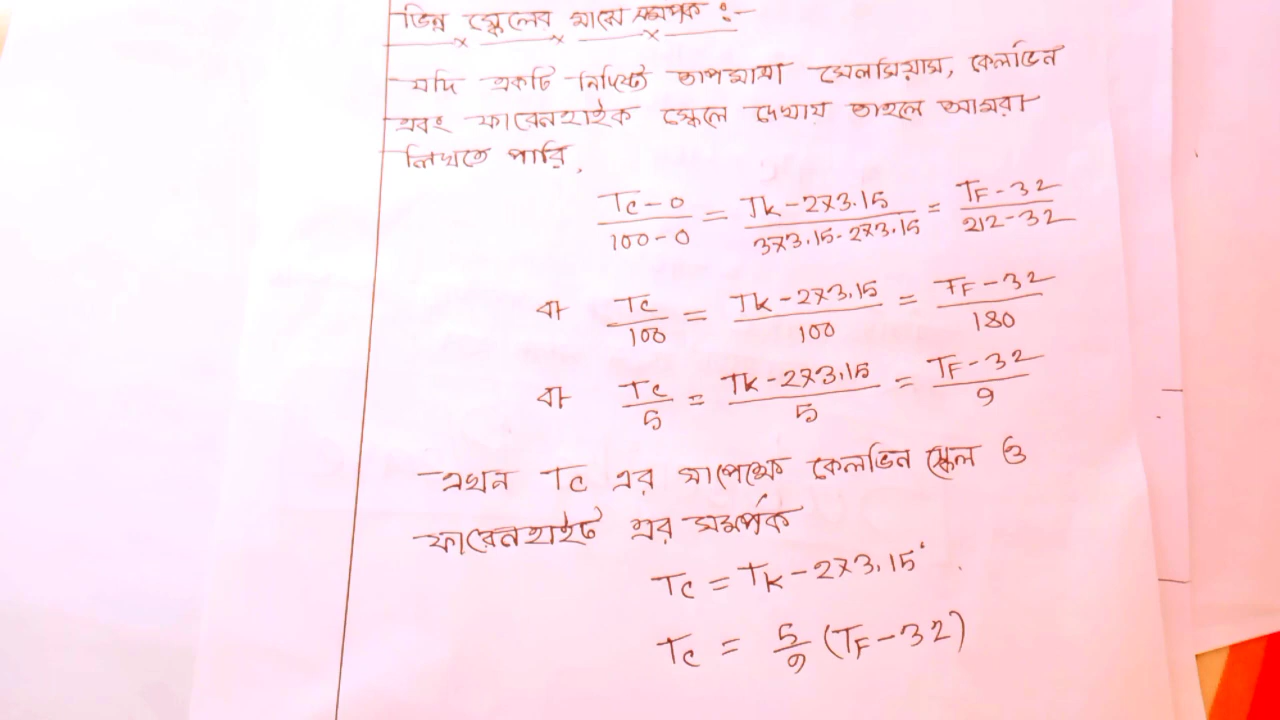 ভিন্ন স্কেলের মাঝে সম্পর্ক :-
যদি একটি নির্দিষ্ট তাপমাত্রা সেলসিয়াস, কেলভিন
এবং ফারেনহাইক স্কেলে দেখায় তাহলে আমরা
লিখতে পারি,
(Tc - 0)/(100 - 0) = (TK - 273.15)/(373.15 - 273.15) = (TF - 32)/(212 - 32)
বা Tc/100 = (TK - 273.15)/100 = (TF - 32)/180
বা Tc/5 = (TK - 273.15)/5 = (TF - 32)/9
এখন Tc এর সাপেক্ষে কেলভিন স্কেল ও
ফারেনহাইট এর সম্পর্ক
Tc = TK - 273.15
Tc = 5/9 (TF - 32)